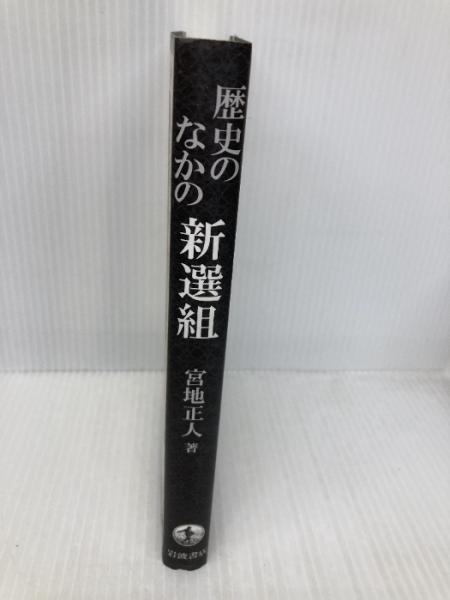 歴史の
なかの
新選組
宮地正人 著
岩波書店